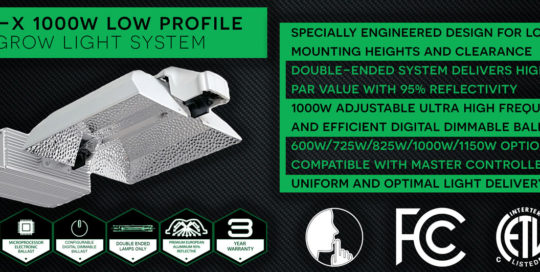 -X 1000W LOW PROFILE
GROW LIGHT SYSTEM
MICROPROCESSOR
ELECTRONIC
BALLAST
CONFIGURABLE
DIGITAL DIMMABLE
BALLAST
DOUBLE ENDED
LAMPS ONLY
PREMIUM EUROPEAN
ALUMINUM 95%
REFLECTIVE
3
YEAR
WARRANTY
SPECIALLY ENGINEERED DESIGN FOR LO
MOUNTING HEIGHTS AND CLEARANCE
DOUBLE-ENDED SYSTEM DELIVERS HIG
PAR VALUE WITH 95% REFLECTIVITY
1000W ADJUSTABLE ULTRA HIGH FREQU
AND EFFICIENT DIGITAL DIMMABLE BAL
600W/725W/825W/1000W/1150W OPTIO
COMPATIBLE WITH MASTER CONTROLLE
UNIFORM AND OPTIMAL LIGHT DELIVER
FC
INTERTE
ETL
C
LISTED